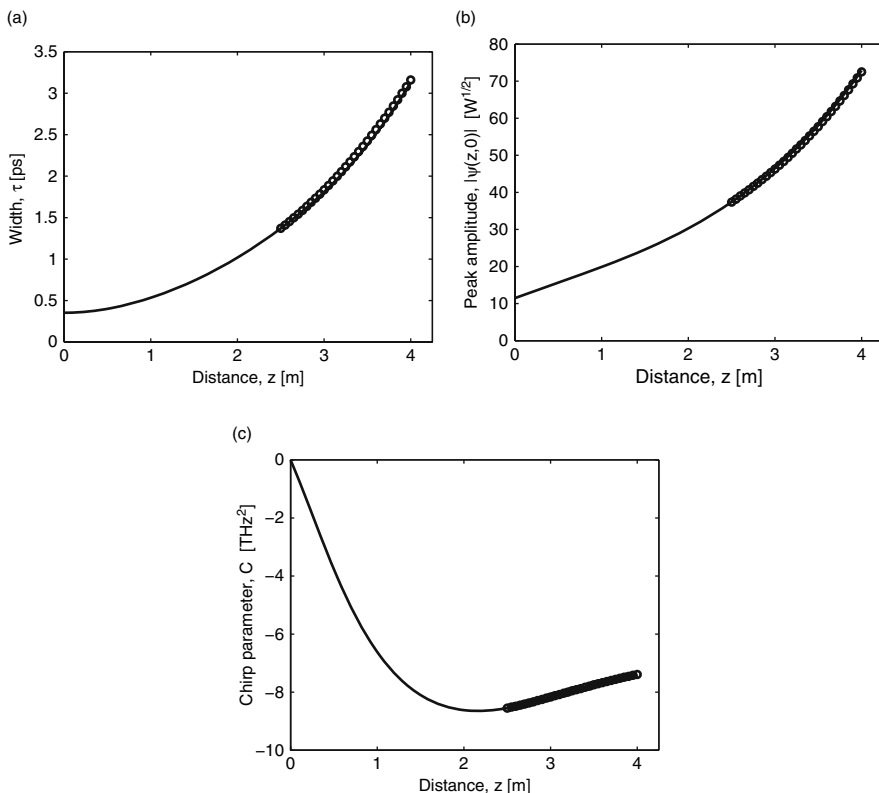 (a)
3.5
3
2.5
2
1.5
1
0.5
0
Width, τ [ps]
0 1 2 3 4
Distance, z [m]
(b)
80
70
60
50
40
30
20
10
0
Peak amplitude, |ψ(z,0)| [W^{1/2}]
0 1 2 3 4
Distance, z [m]
(c)
0
−2
−4
−6
−8
−10
Chirp parameter, C [THz²]
0 1 2 3 4
Distance, z [m]